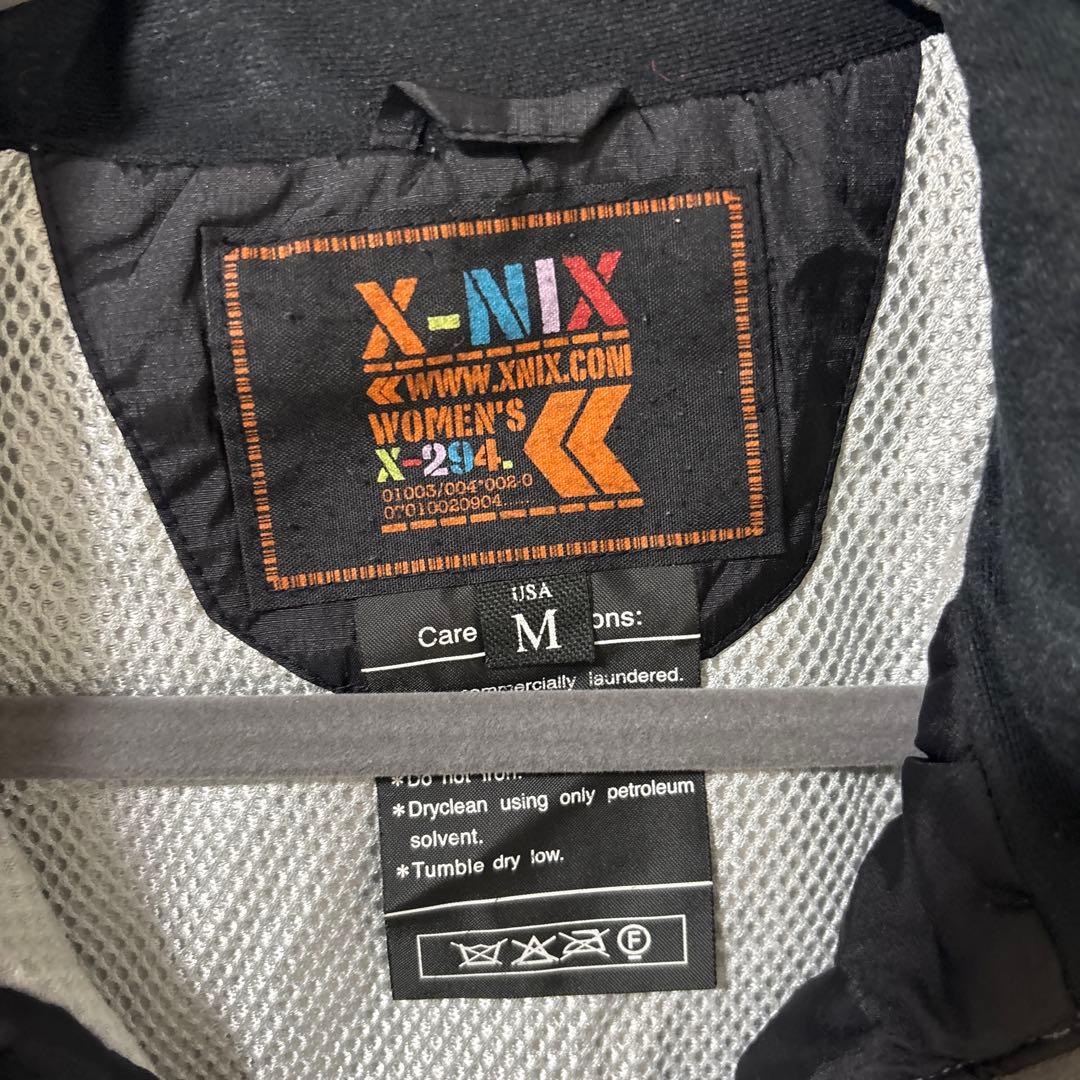 X-NIX
WWW.XNIX.COM
WOMEN'S
X-294.
01003/004*002-0
0*010020904.....
USA
M
Care ons:
commercially laundered.
*Do not iron.
*Dryclean using only petroleum
solvent.
*Tumble dry low.
F